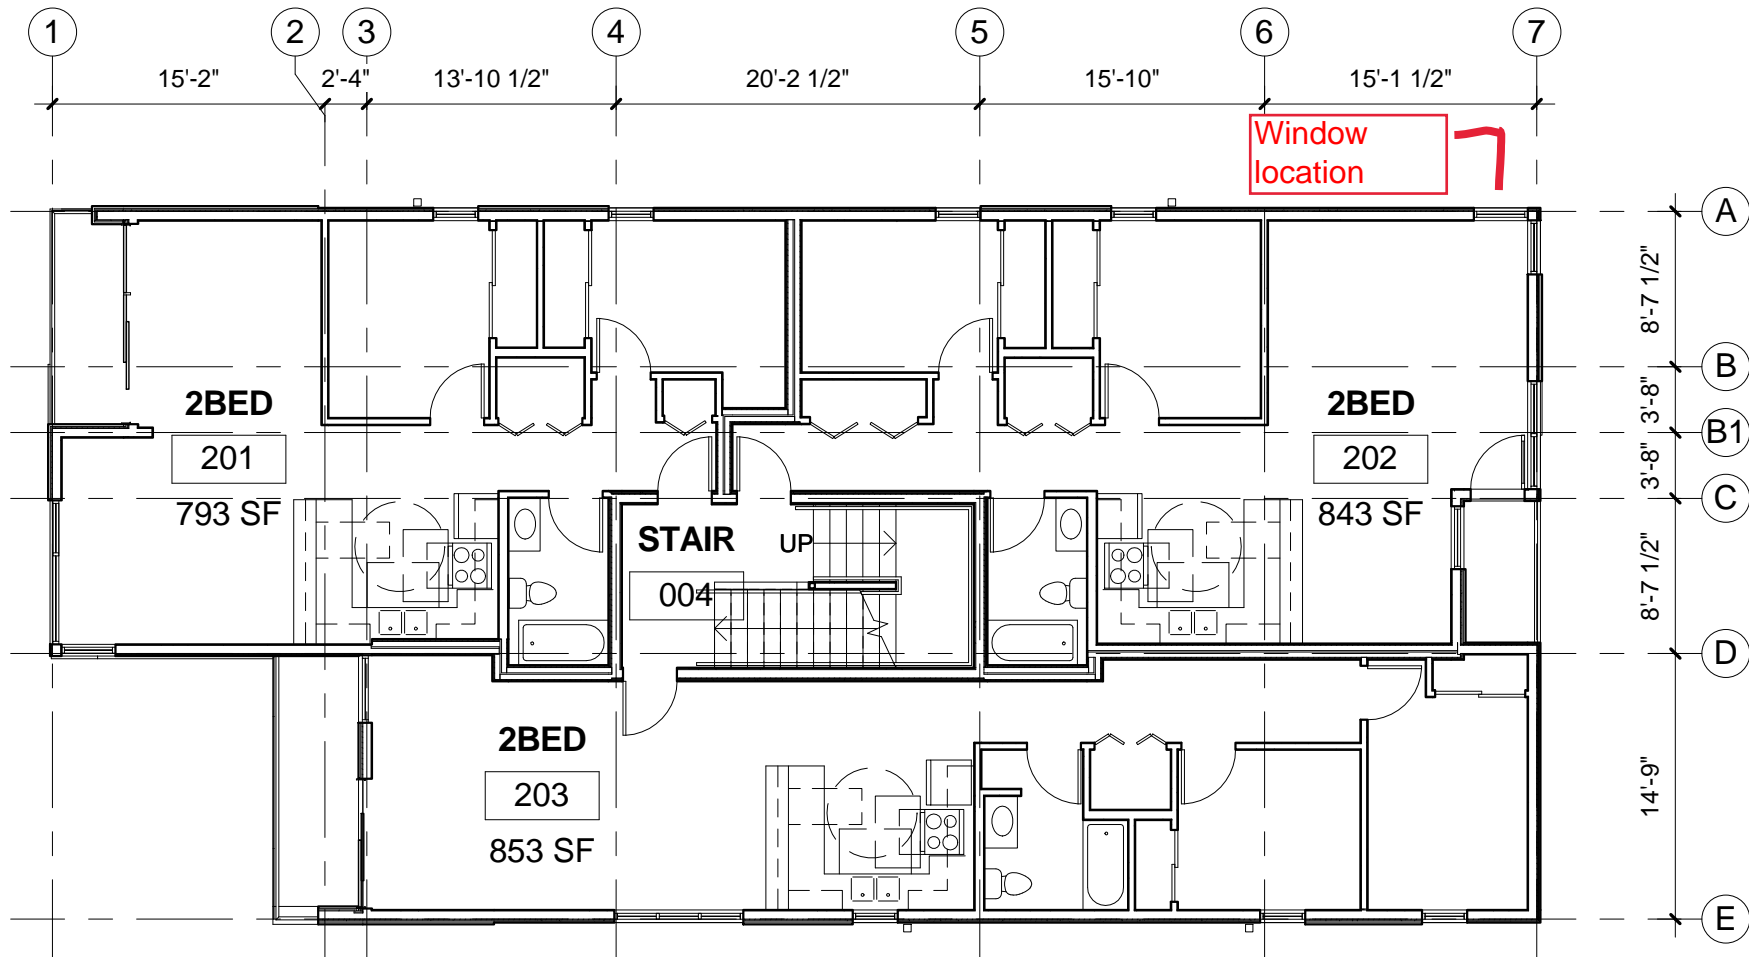 1 2 3 4 5 6 7
15'-2" 2'-4" 13'-10 1/2" 20'-2 1/2" 15'-10" 15'-1 1/2"
Window
location
A
8'-7 1/2"
B
3'-8"
B1
3'-8"
C
8'-7 1/2"
D
14'-9"
E
2BED
201
793 SF
2BED
202
843 SF
STAIR
UP
004
2BED
203
853 SF